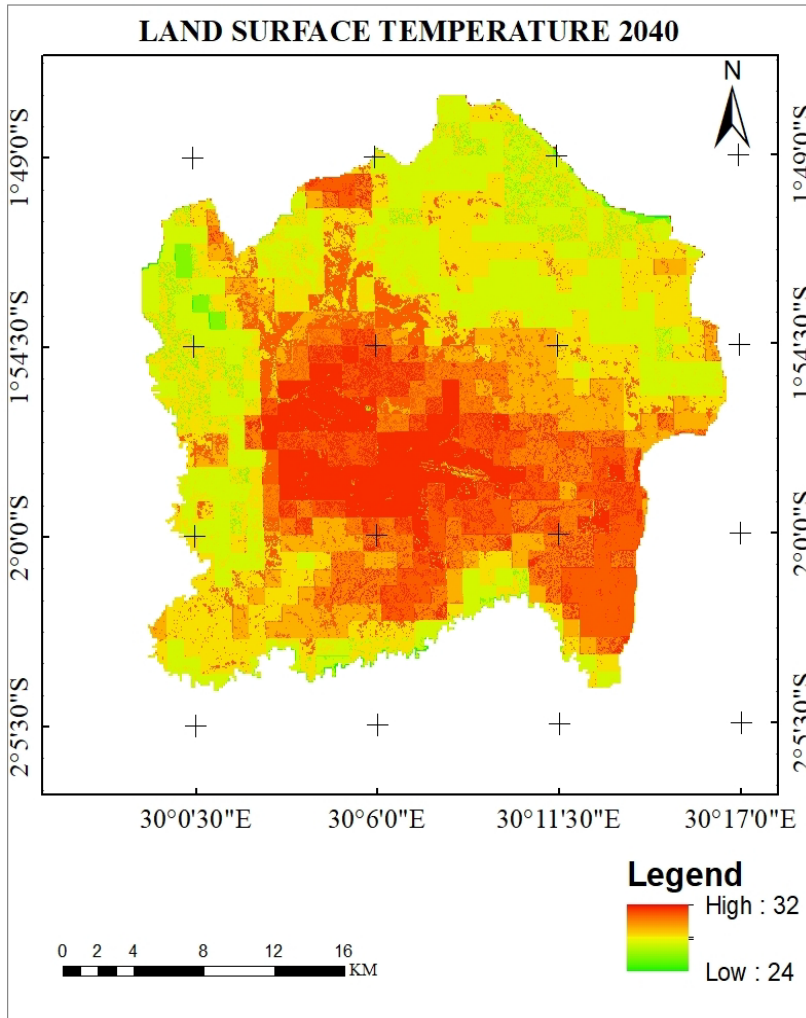 LAND SURFACE TEMPERATURE 2040
N
1°49'0"S
1°49'0"S
1°54'30"S
1°54'30"S
2°0'0"S
2°0'0"S
2°5'30"S
2°5'30"S
30°0'30"E 30°6'0"E 30°11'30"E 30°17'0"E
Legend
High : 32
Low : 24
0 2 4 8 12 16
KM